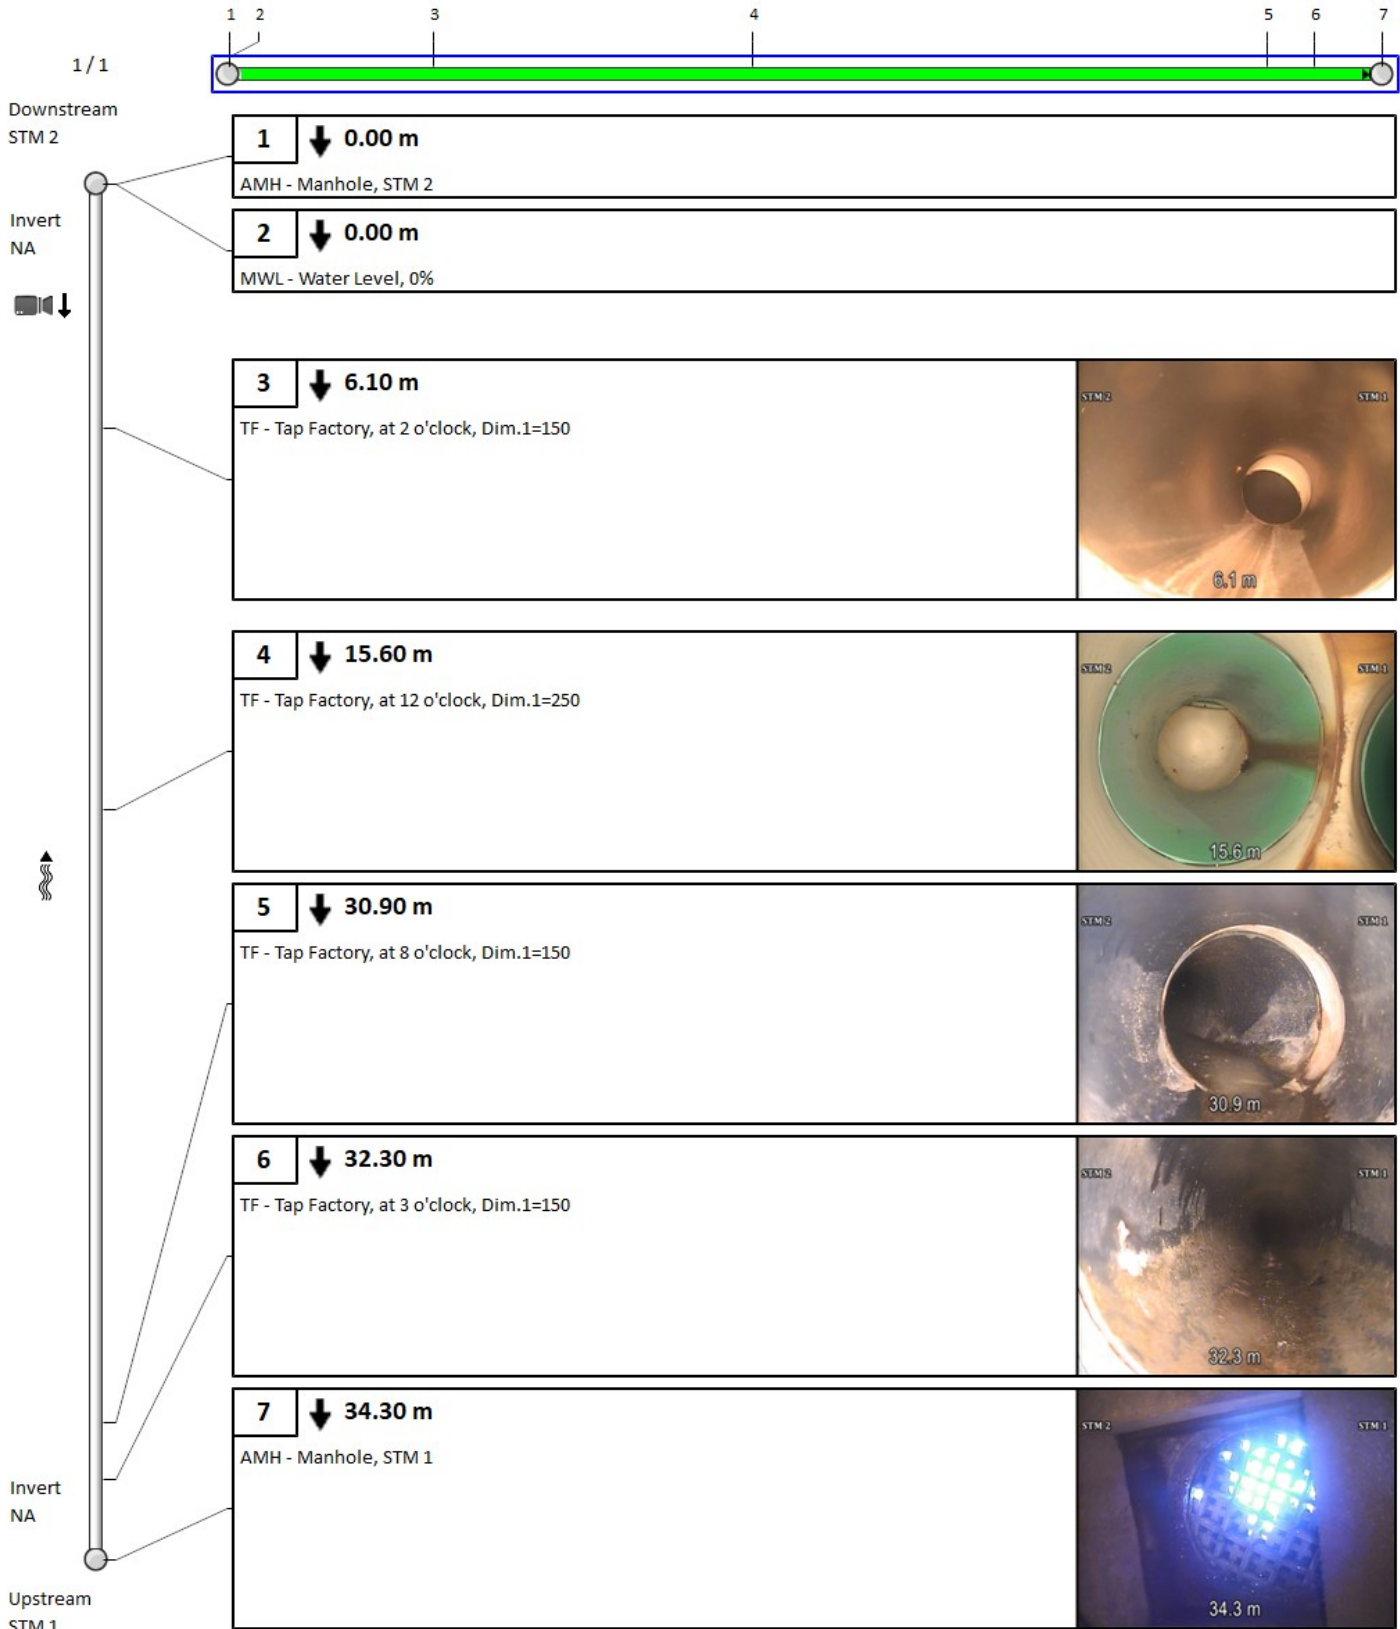 1 2 3 4 5 6 7
1 / 1
Downstream
STM 2
1 0.00 m
AMH - Manhole, STM 2
Invert
NA
2 0.00 m
MWL - Water Level, 0%
3 6.10 m
TF - Tap Factory, at 2 o'clock, Dim.1=150
STM 2 STM 1
6.1 m
4 15.60 m
TF - Tap Factory, at 12 o'clock, Dim.1=250
STM 2 STM 1
15.6 m
5 30.90 m
TF - Tap Factory, at 8 o'clock, Dim.1=150
STM 2 STM 1
30.9 m
6 32.30 m
TF - Tap Factory, at 3 o'clock, Dim.1=150
STM 2 STM 1
32.3 m
7 34.30 m
AMH - Manhole, STM 1
STM 2 STM 1
34.3 m
Invert
NA
Upstream
STM 1